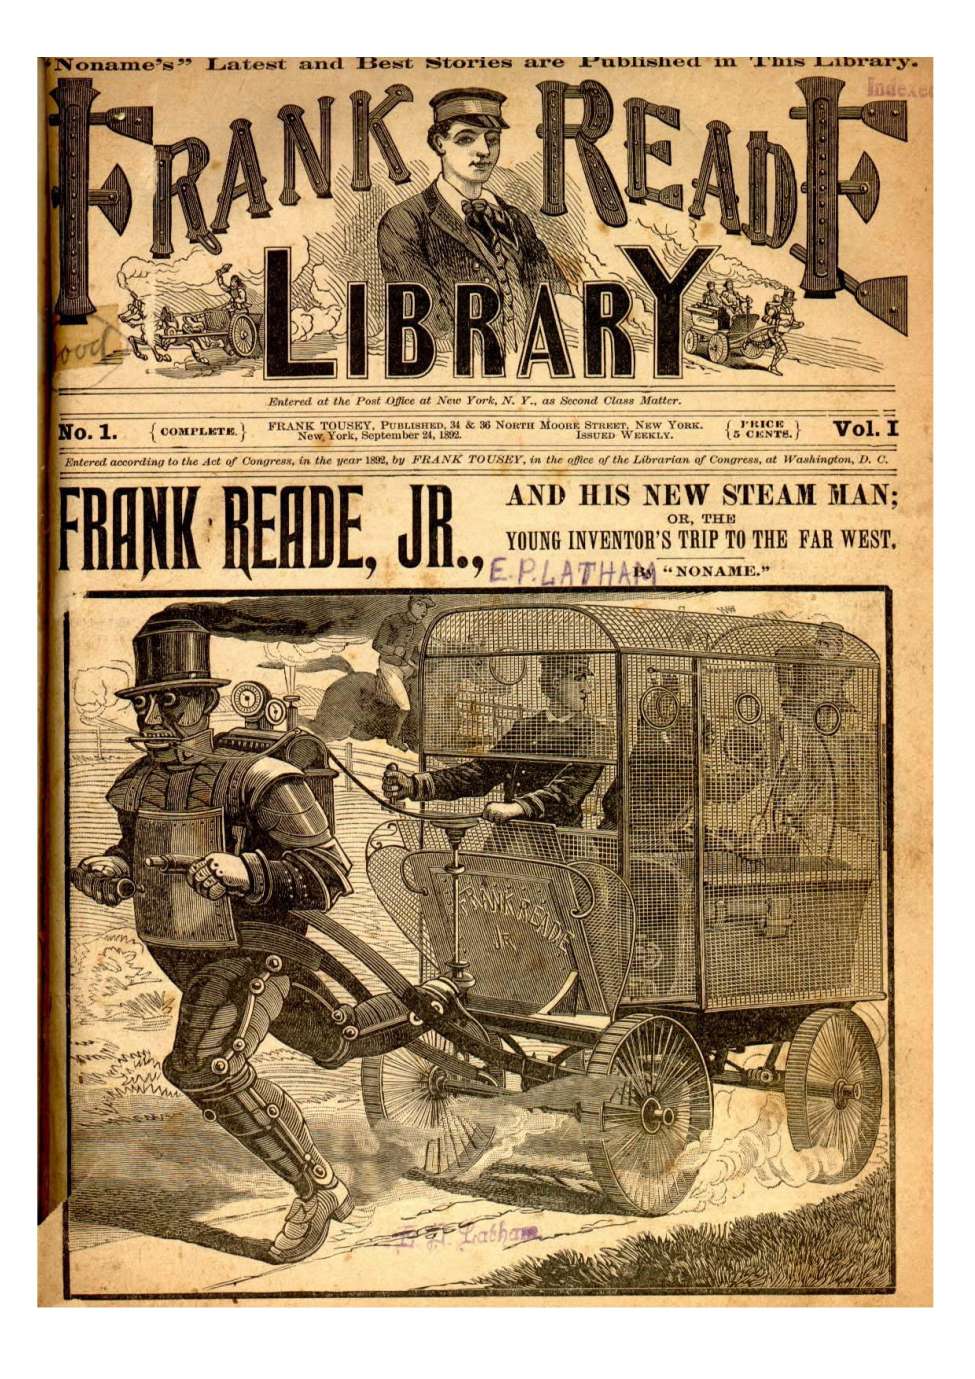 "Noname's" Latest and Best Stories are Published in This Library.
Indexed
FRANK READE
LIBRARY
Entered at the Post Office at New York, N. Y., as Second Class Matter.
No. 1. {COMPLETE.} FRANK TOUSEY, PUBLISHED, 34 & 36 NORTH MOORE STREET, NEW YORK. {PRICE 5 CENTS.} Vol. I
New York, September 24, 1892. ISSUED WEEKLY.
Entered according to the Act of Congress, in the year 1892, by FRANK TOUSEY, in the office of the Librarian of Congress, at Washington, D. C.
FRANK READE, JR., AND HIS NEW STEAM MAN;
OR, THE
YOUNG INVENTOR'S TRIP TO THE FAR WEST.
E.P. LATHAM By "NONAME."
FRANK READE
JR
E P. Latham